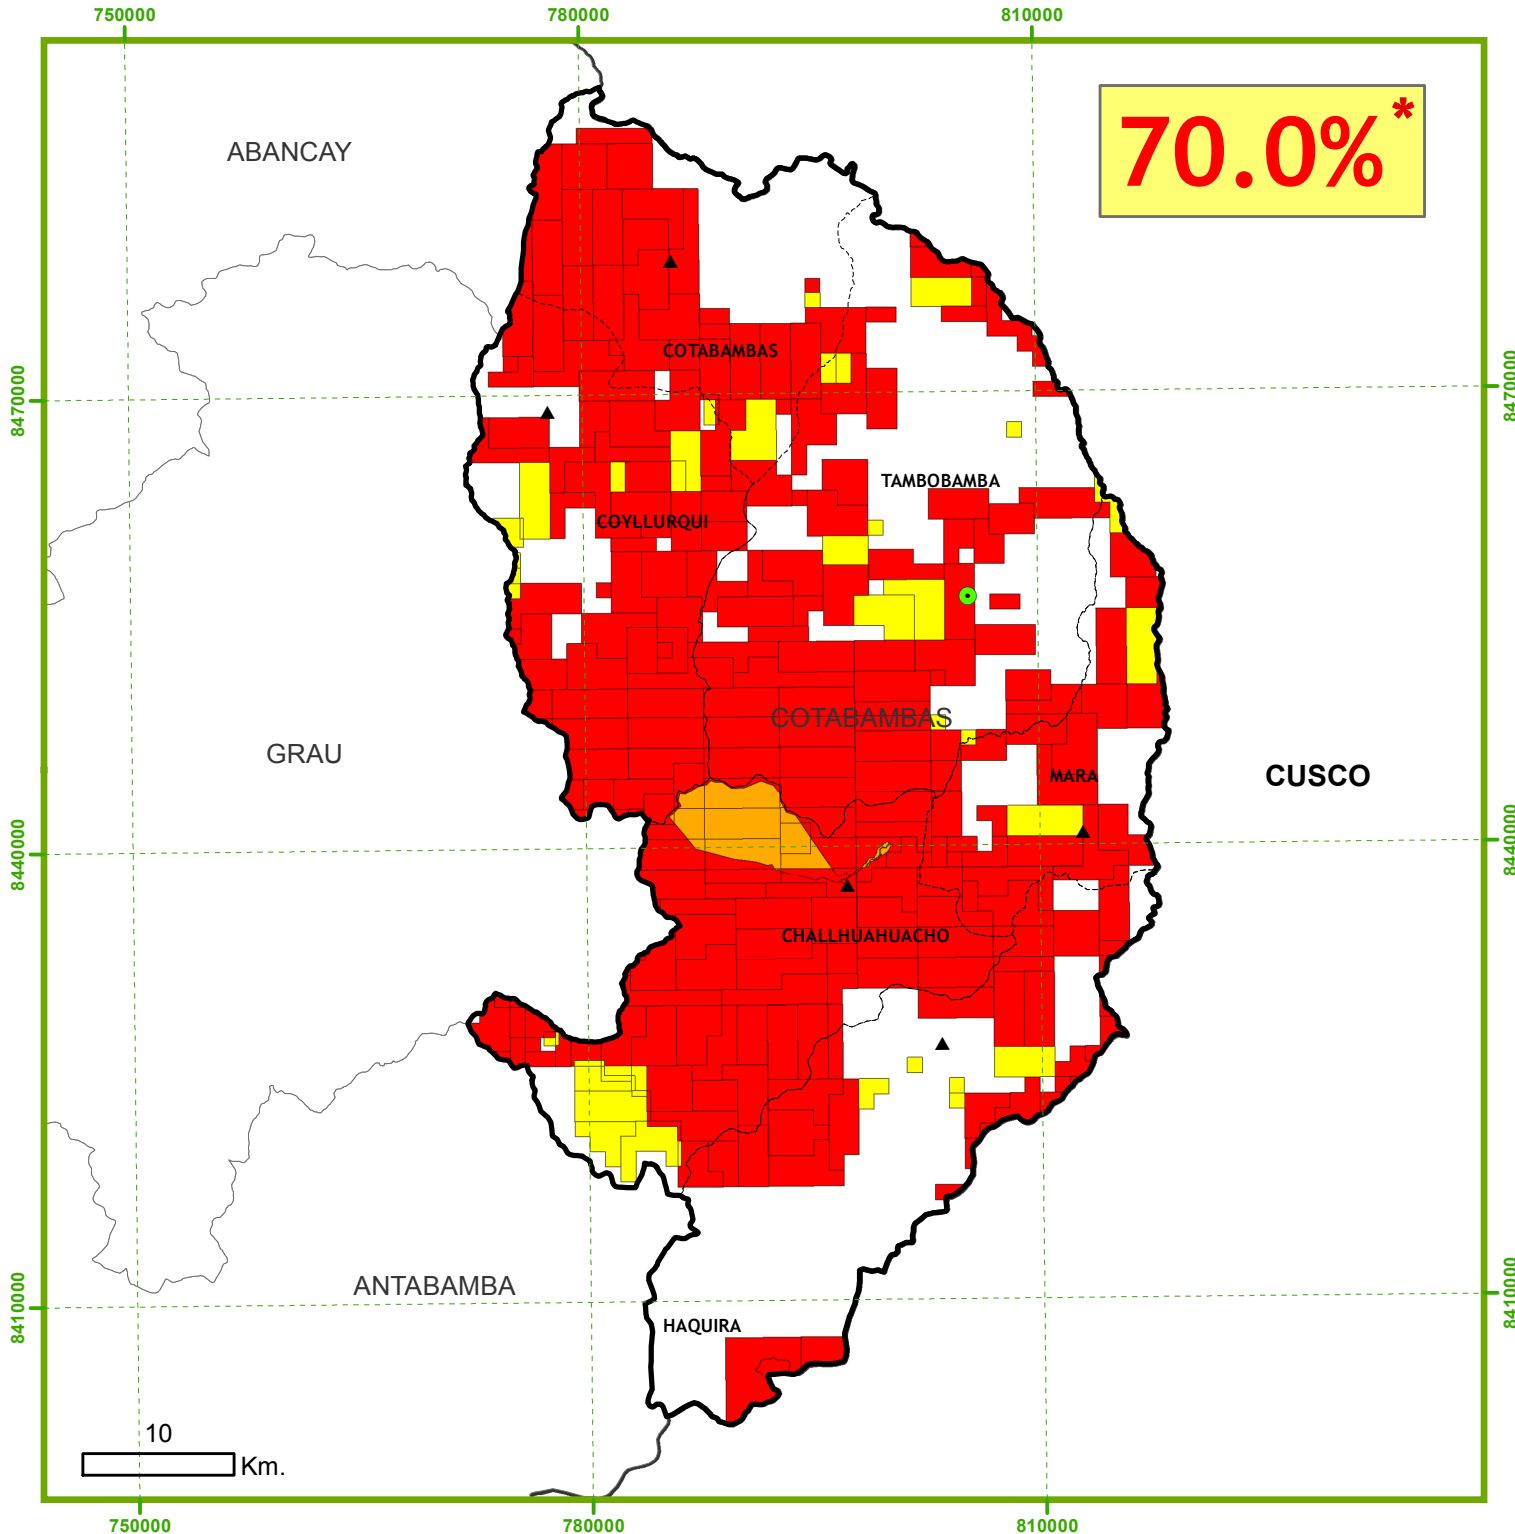 750000
780000
810000
70.0%*
ABANCAY
COTABAMBAS
8470000
8470000
TAMBOBAMBA
COYLLURQUI
COTABAMBAS
GRAU
MARA
CUSCO
8440000
8440000
CHALLHUAHUACHO
ANTABAMBA
8410000
8410000
HAQUIRA
10
Km.
750000
780000
810000